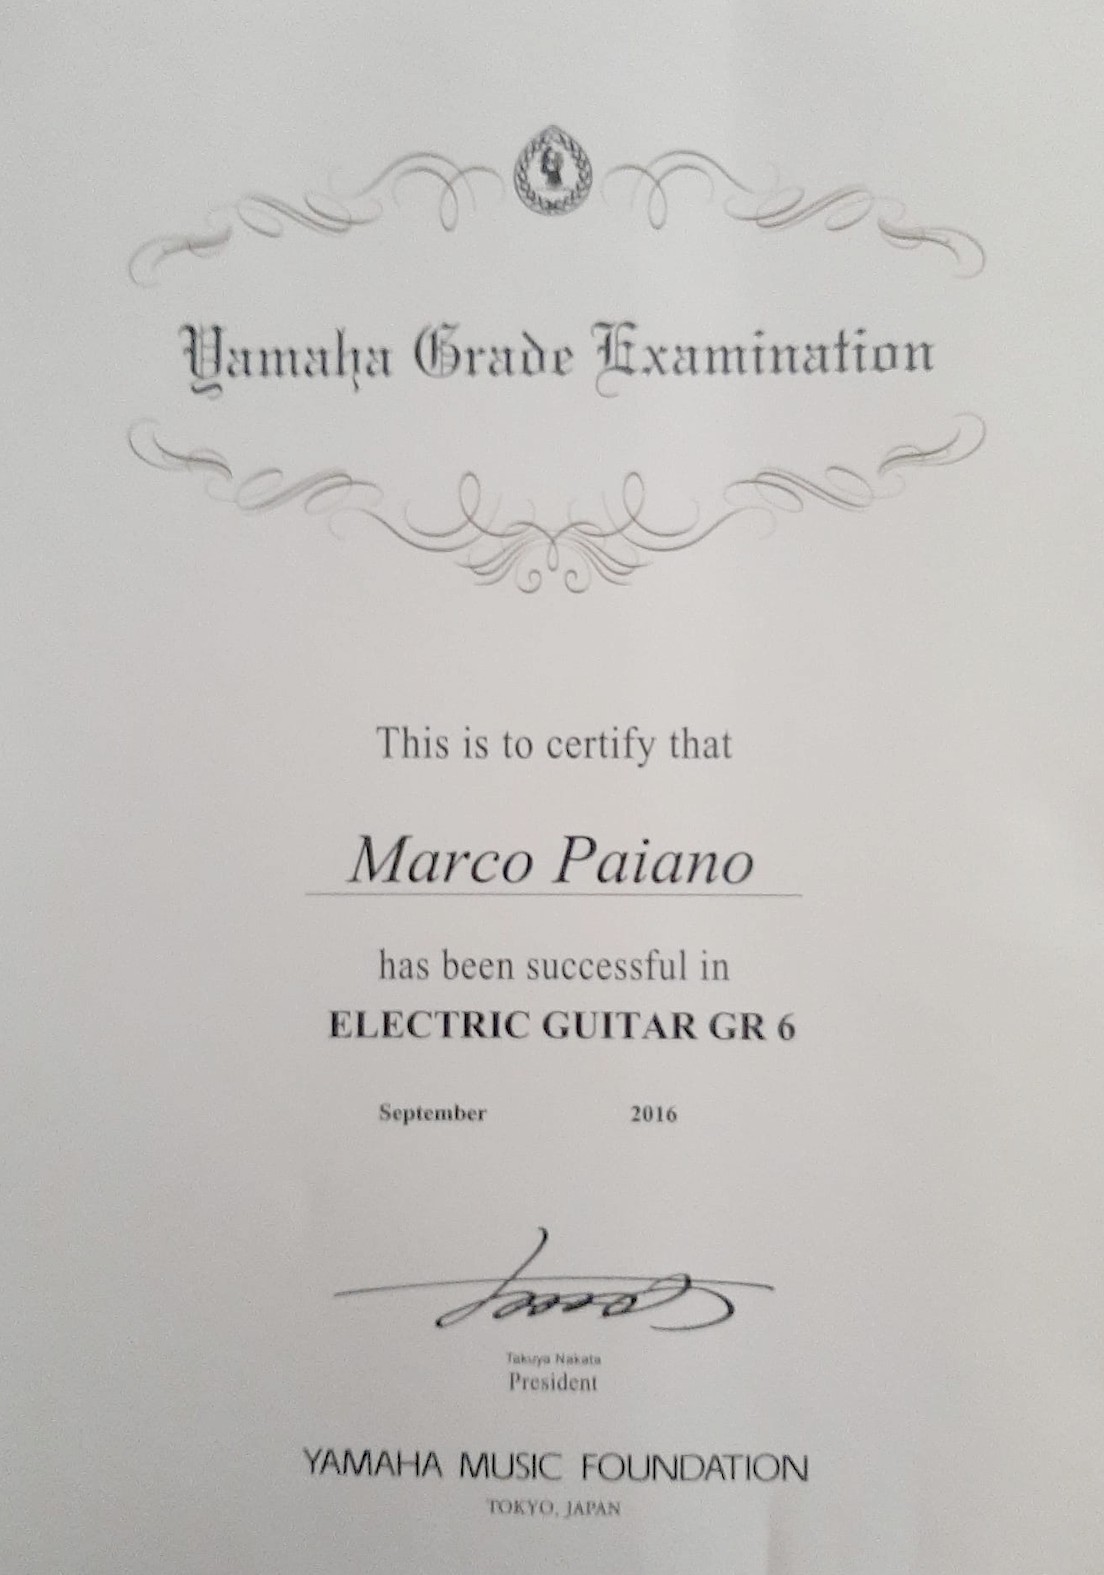 Yamaha Grade Examination
This is to certify that
Marco Paiano
has been successful in
ELECTRIC GUITAR GR 6
September 2016
Takuya Nakata
President
YAMAHA MUSIC FOUNDATION
TOKYO, JAPAN